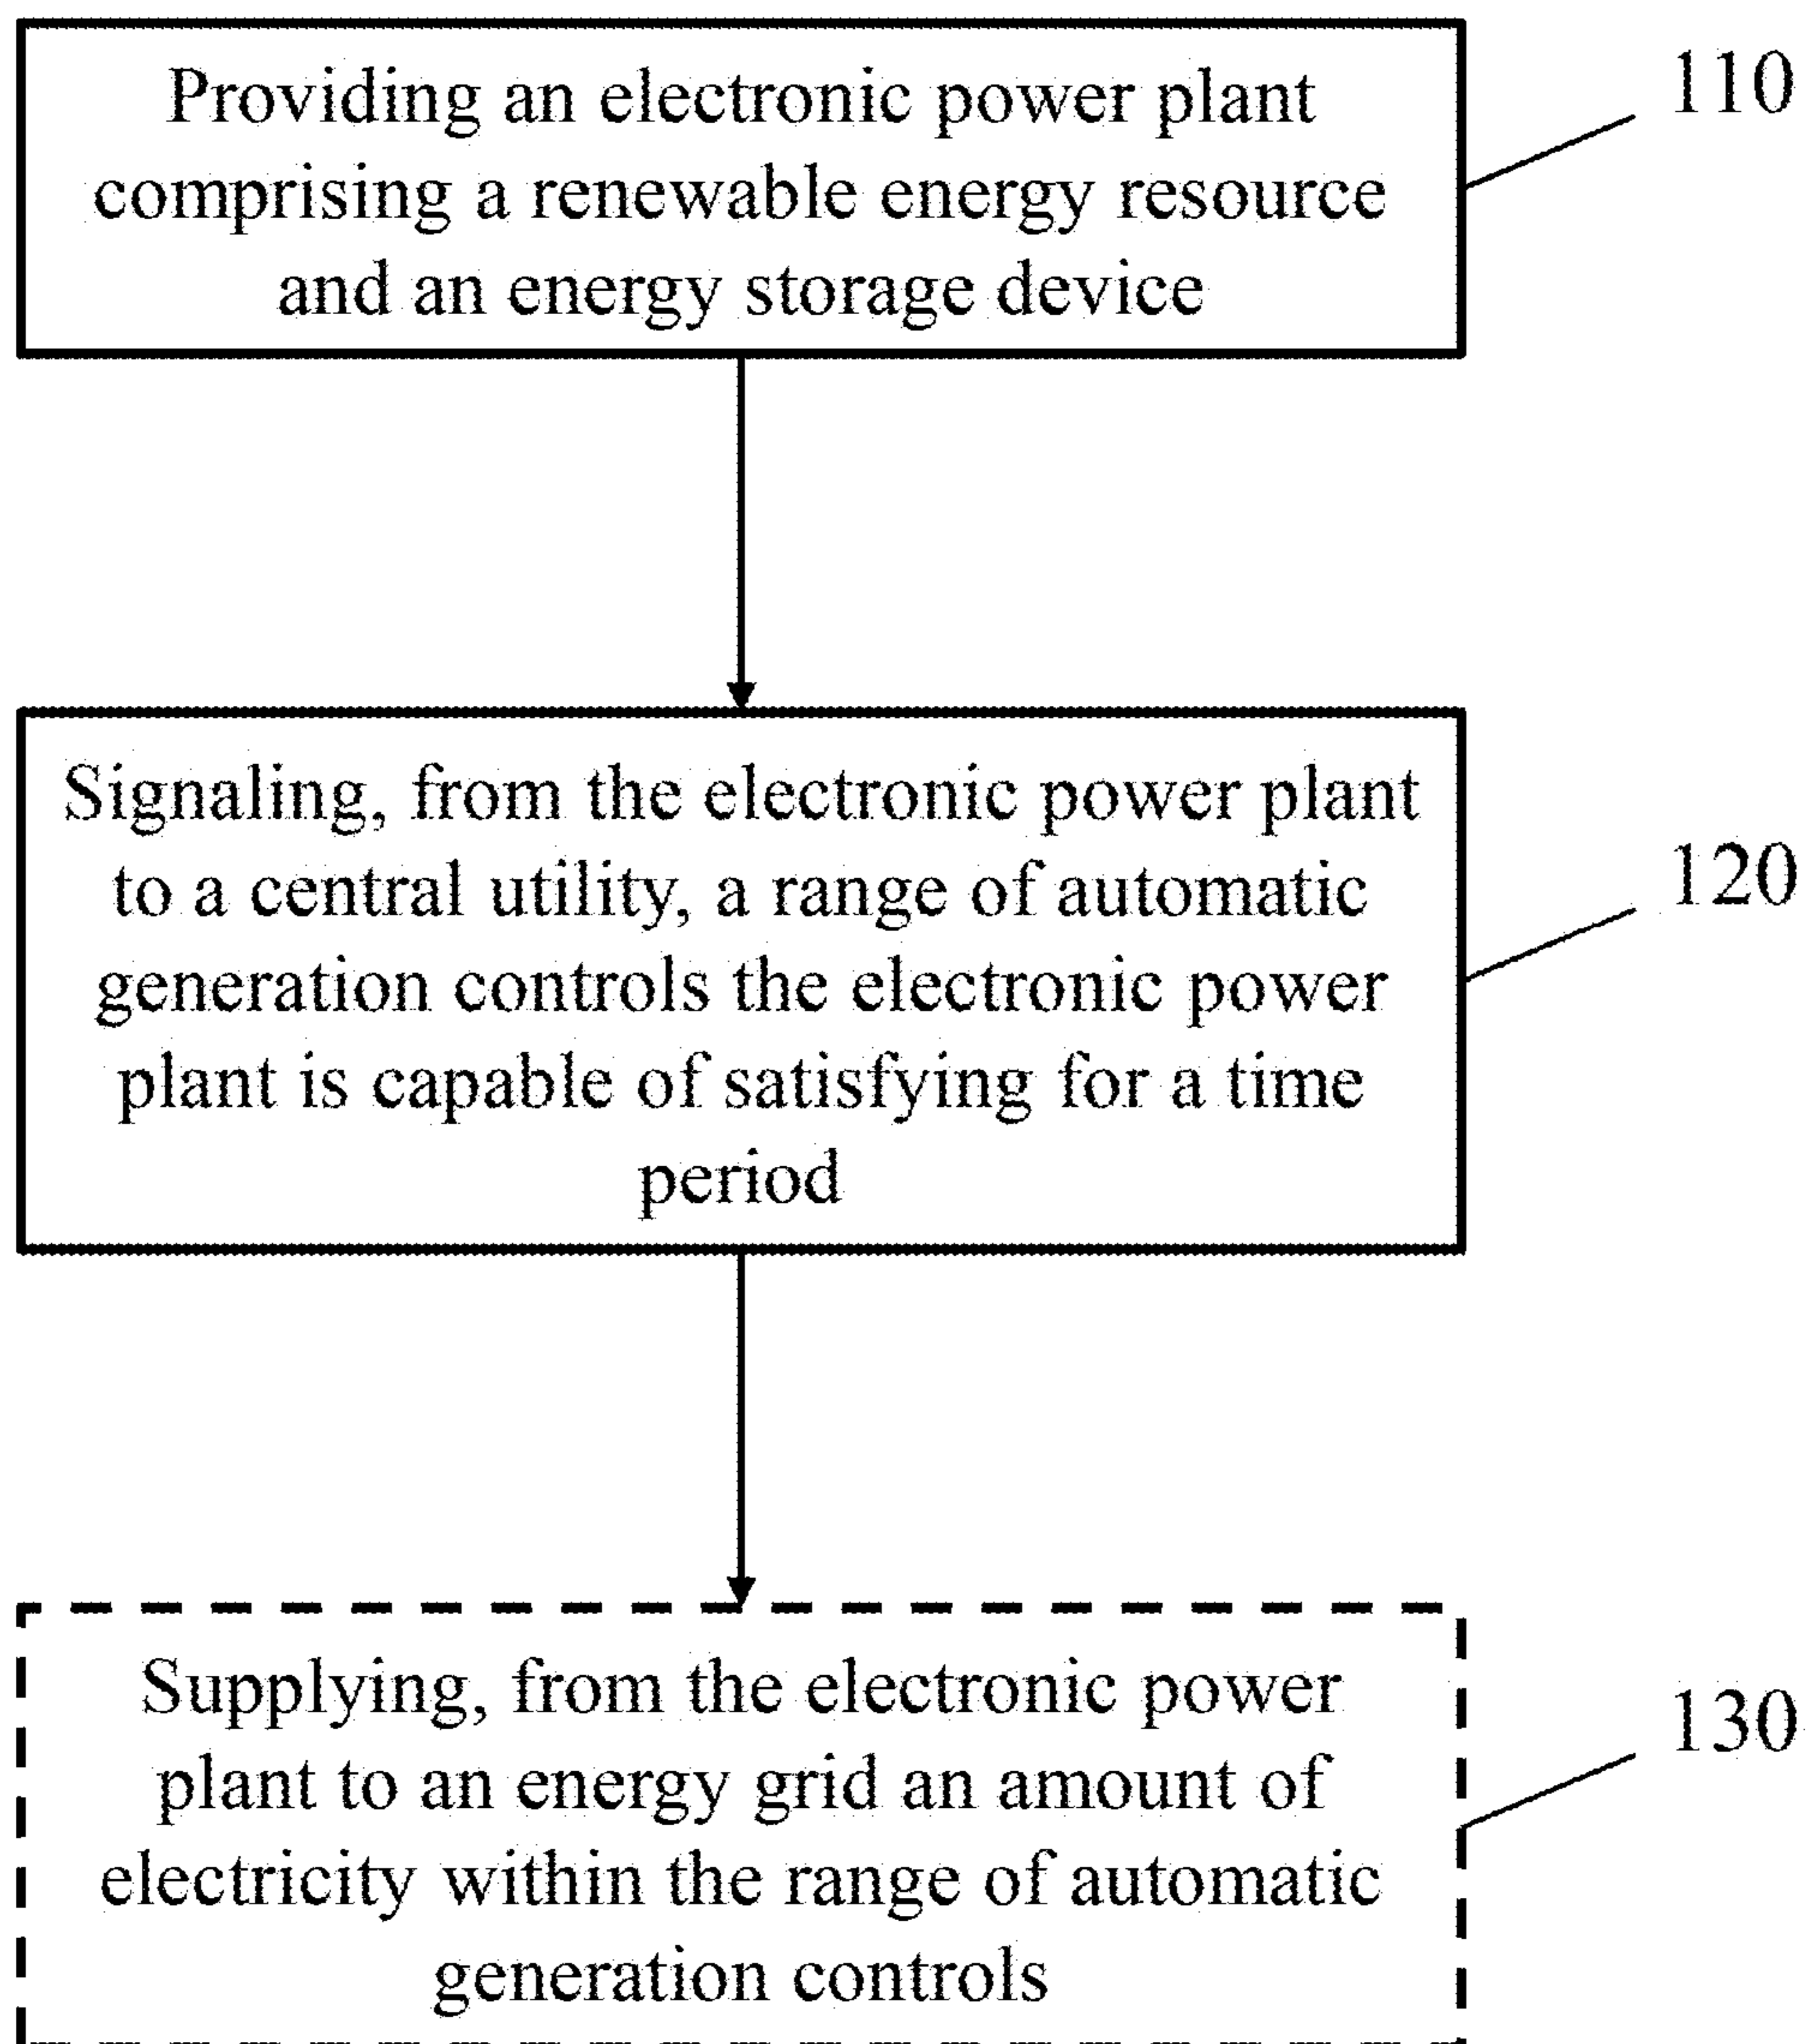 Providing an electronic power plant
comprising a renewable energy resource
and an energy storage device
110
Signaling, from the electronic power plant
to a central utility, a range of automatic
generation controls the electronic power
plant is capable of satisfying for a time
period
120
Supplying, from the electronic power
plant to an energy grid an amount of
electricity within the range of automatic
generation controls
130